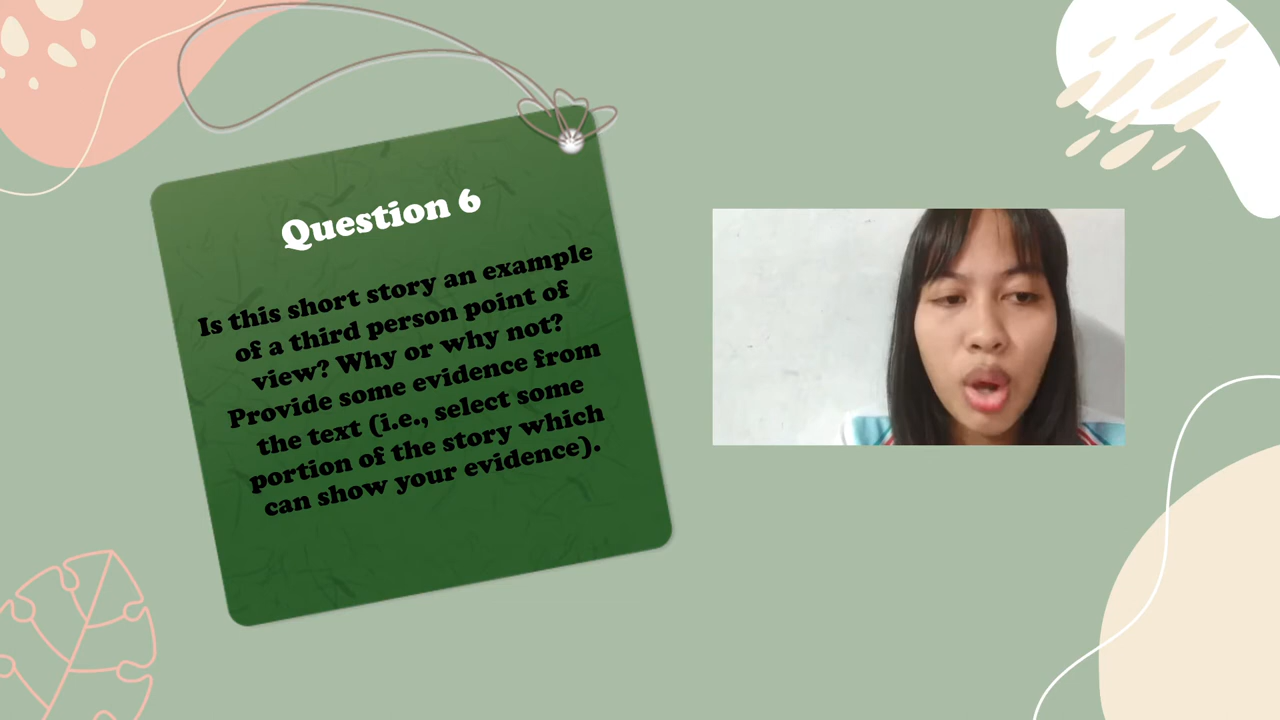 Question 6
Is this short story an example
of a third person point of
view? Why or why not?
Provide some evidence from
the text (i.e., select some
portion of the story which
can show your evidence).